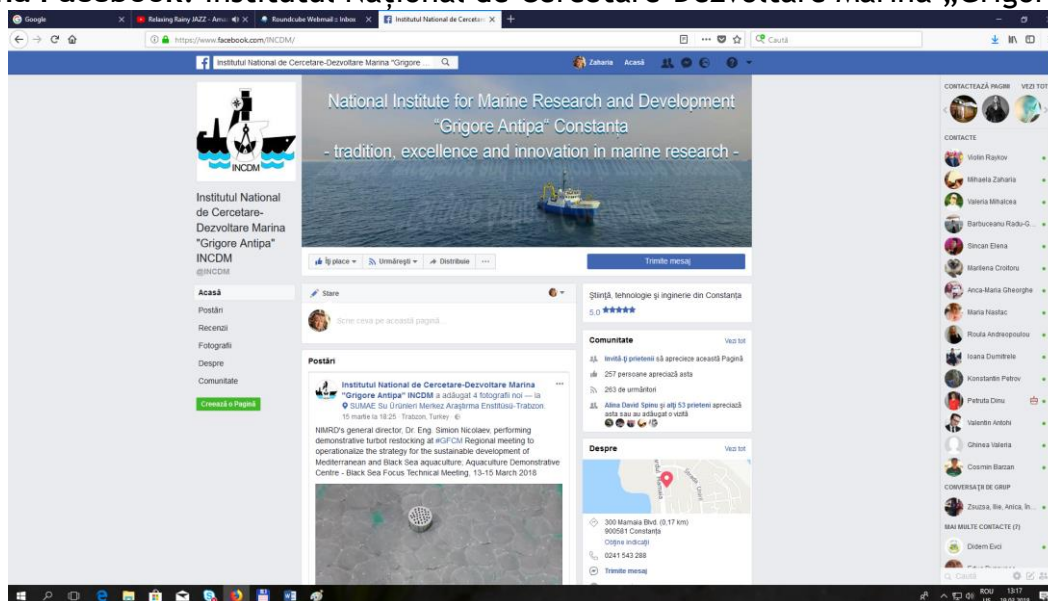 Google
Relaxing Rainy JAZZ - Ama
Roundcube Webmail :: Inbox
Institutul National de Cercetare
https://www.facebook.com/INCDM/
Caută
Institutul National de Cercetare-Dezvoltare Marina "Grigore ...
Zaharia Acasă
INCDM
National Institute for Marine Research and Development
"Grigore Antipa" Constanța
- tradition, excellence and innovation in marine research -
Institutul National
de Cercetare-
Dezvoltare Marina
"Grigore Antipa"
INCDM
@INCDM
Îți place
Urmărești
Distribuie
Trimite mesaj
Acasă
Postări
Recenzii
Fotografii
Despre
Comunitate
Creează o Pagină
Stare
Scrie ceva pe această pagină...
Postări
Institutul National de Cercetare-Dezvoltare Marina
"Grigore Antipa" INCDM a adăugat 4 fotografii noi — la
SUMAE Su Ürünleri Merkez Araştırma Enstitüsü-Trabzon.
15 martie la 18:25 · Trabzon, Turkey
NIMRD's general director, Dr. Eng. Simion Nicolaev, performing
demonstrative turbot restocking at #GFCM Regional meeting to
operationalize the strategy for the sustainable development of
Mediterranean and Black Sea aquaculture, Aquaculture Demonstrative
Centre - Black Sea Focus Technical Meeting, 13-15 March 2018
Știință, tehnologie și inginerie din Constanța
5.0
Comunitate Vezi tot
Invită-ți prietenii să aprecieze această Pagină
257 persoane apreciază asta
263 de urmăritori
Alina David Spinu și alți 53 prieteni apreciază
asta sau au adăugat o vizită
Despre Vezi tot
300 Mamaia Blvd. (0,17 km)
900581 Constanța
Obține indicații
0241 543 288
Trimite mesaj
CONTACTEAZĂ PAGINI VEZI TOT
CONTACTE
Violin Raykov
Mihaela Zaharia
Valeria Mihalcea
Barbuceanu Radu-G...
Sincan Elena
Marilena Croitoru
Anca-Maria Gheorghe
Maria Nastac
Roula Andreopoulou
Ioana Dumitrele
Konstantin Petrov
Petruta Dinu
Valentin Antohi
Ghinea Valeria
Cosmin Barzan
CONVERSAȚII DE GRUP
Zsuzsa, Ilie, Anica, În...
MAI MULTE CONTACTE (7)
Didem Evci
Caută
ROU
US
13:17
19.03.2018